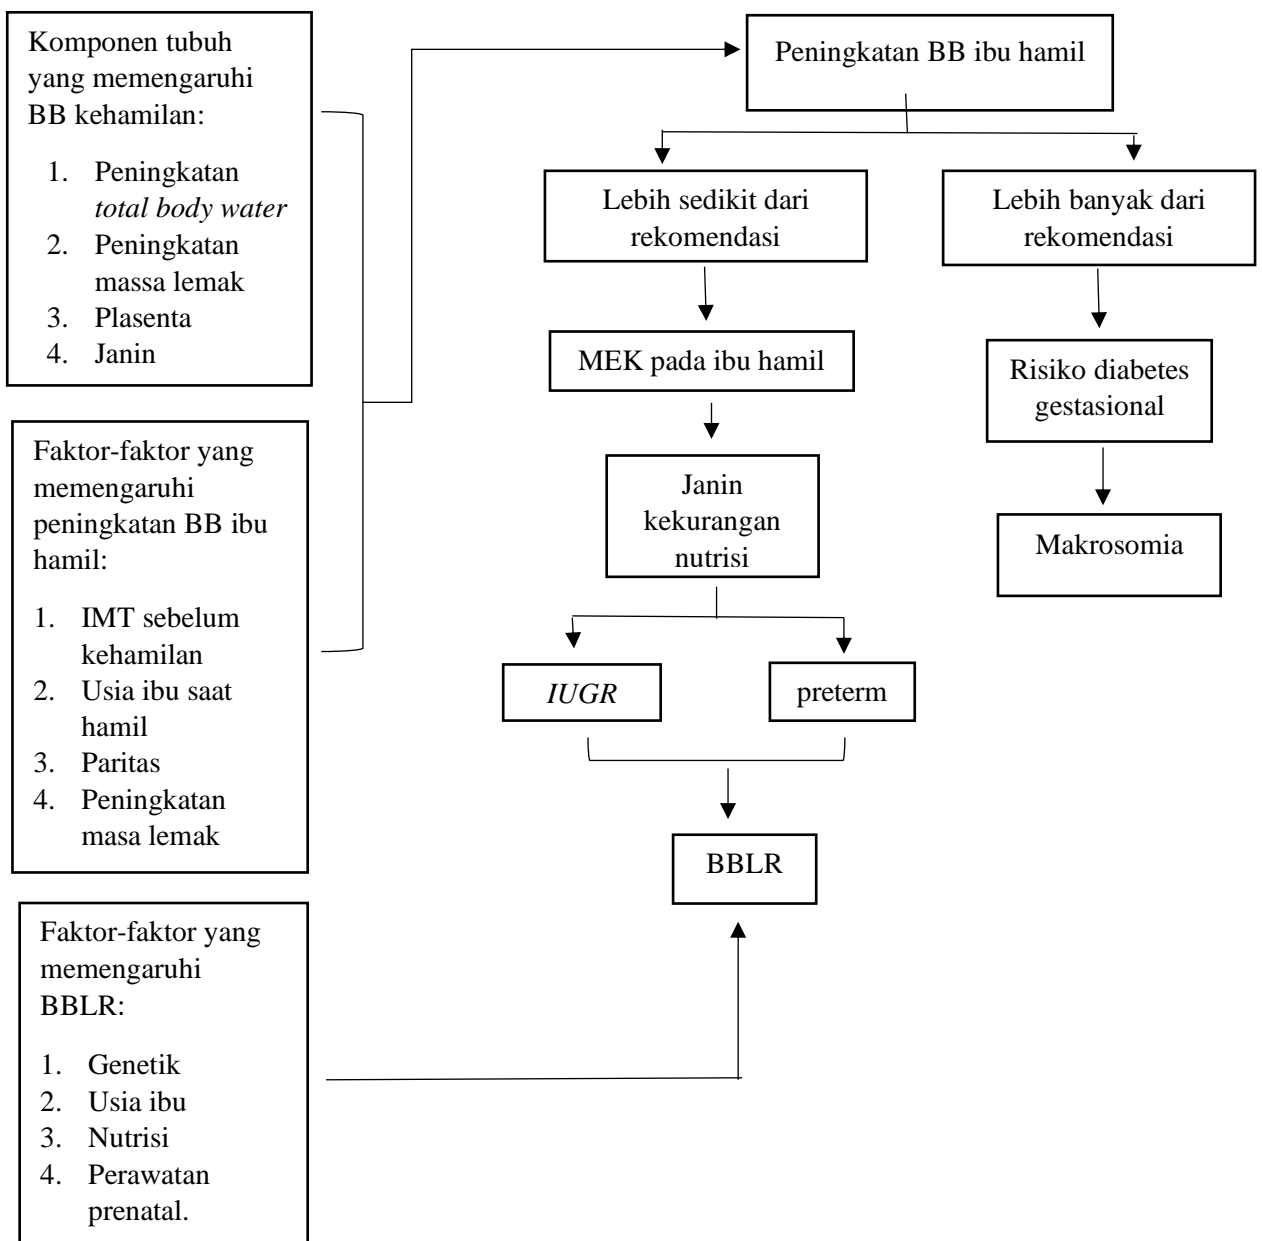 Komponen tubuh
yang memengaruhi
BB kehamilan:
1. Peningkatan
total body water
2. Peningkatan
massa lemak
3. Plasenta
4. Janin
Faktor-faktor yang
memengaruhi
peningkatan BB ibu
hamil:
1. IMT sebelum
kehamilan
2. Usia ibu saat
hamil
3. Paritas
4. Peningkatan
masa lemak
Faktor-faktor yang
memengaruhi
BBLR:
1. Genetik
2. Usia ibu
3. Nutrisi
4. Perawatan
prenatal.
Peningkatan BB ibu hamil
Lebih sedikit dari
rekomendasi
MEK pada ibu hamil
Janin
kekurangan
nutrisi
IUGR
preterm
BBLR
Lebih banyak dari
rekomendasi
Risiko diabetes
gestasional
Makrosomia